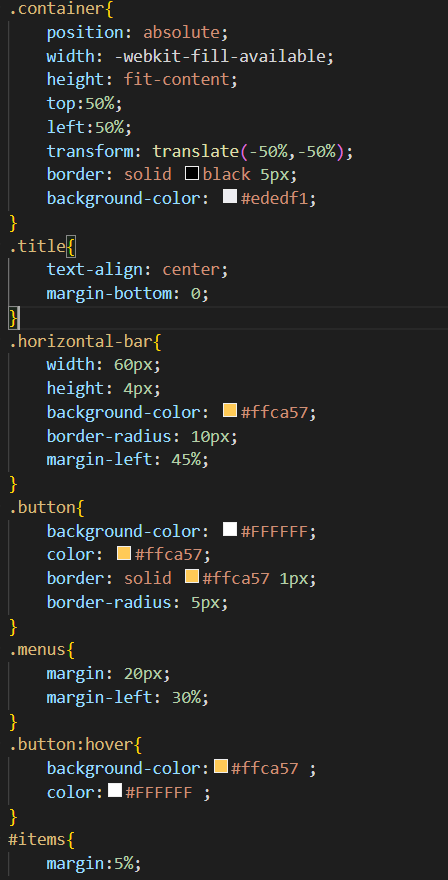 .container{
    position: absolute;
    width: -webkit-fill-available;
    height: fit-content;
    top:50%;
    left:50%;
    transform: translate(-50%,-50%);
    border: solid black 5px;
    background-color: #ededf1;
}
.title{
    text-align: center;
    margin-bottom: 0;
}
.horizontal-bar{
    width: 60px;
    height: 4px;
    background-color: #ffca57;
    border-radius: 10px;
    margin-left: 45%;
}
.button{
    background-color: #FFFFFF;
    color: #ffca57;
    border: solid #ffca57 1px;
    border-radius: 5px;
}
.menus{
    margin: 20px;
    margin-left: 30%;
}
.button:hover{
    background-color:#ffca57 ;
    color:#FFFFFF ;
}
#items{
    margin:5%;